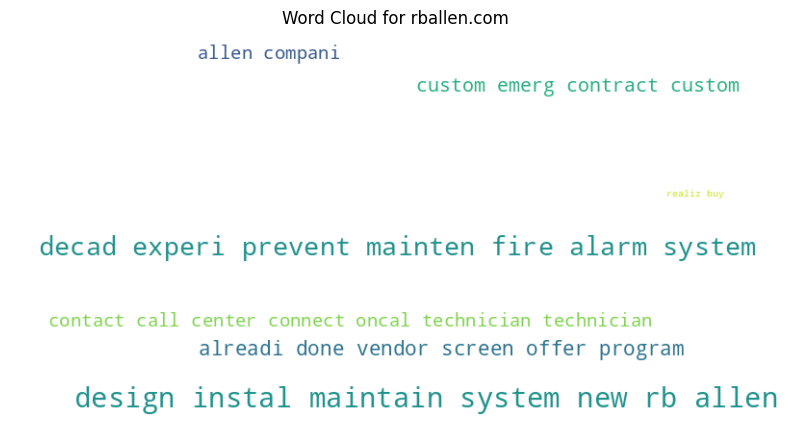 Word Cloud for rballen.com
allen compani
custom emerg contract custom
realiz buy
decad experi prevent mainten fire alarm system
contact call center connect oncal technician technician
alreadi done vendor screen offer program
design instal maintain system new rb allen